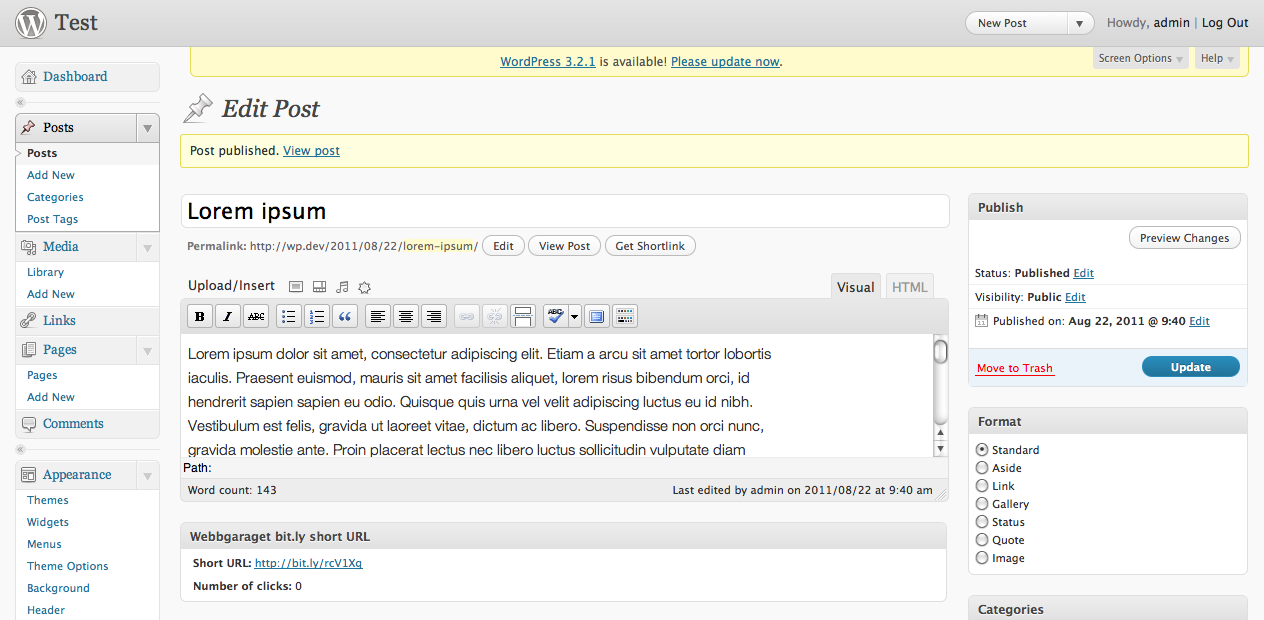 Test
New Post
Howdy, admin | Log Out
WordPress 3.2.1 is available! Please update now.
Screen Options
Help
Dashboard
Posts
Posts
Add New
Categories
Post Tags
Media
Library
Add New
Links
Pages
Pages
Add New
Comments
Appearance
Themes
Widgets
Menus
Theme Options
Background
Header
Edit Post
Post published. View post
Lorem ipsum
Permalink: http://wp.dev/2011/08/22/lorem-ipsum/ Edit View Post Get Shortlink
Upload/Insert
Visual
HTML
B I ABC
ABC
Lorem ipsum dolor sit amet, consectetur adipiscing elit. Etiam a arcu sit amet tortor lobortis
iaculis. Praesent euismod, mauris sit amet facilisis aliquet, lorem risus bibendum orci, id
hendrerit sapien sapien eu odio. Quisque quis urna vel velit adipiscing luctus eu id nibh.
Vestibulum est felis, gravida ut laoreet vitae, dictum ac libero. Suspendisse non orci nunc,
gravida molestie ante. Proin placerat lectus nec libero luctus sollicitudin vulputate diam
Path:
Word count: 143
Last edited by admin on 2011/08/22 at 9:40 am
Webbgaraget bit.ly short URL
Short URL: http://bit.ly/rcV1Xq
Number of clicks: 0
Publish
Preview Changes
Status: Published Edit
Visibility: Public Edit
Published on: Aug 22, 2011 @ 9:40 Edit
Move to Trash
Update
Format
Standard
Aside
Link
Gallery
Status
Quote
Image
Categories